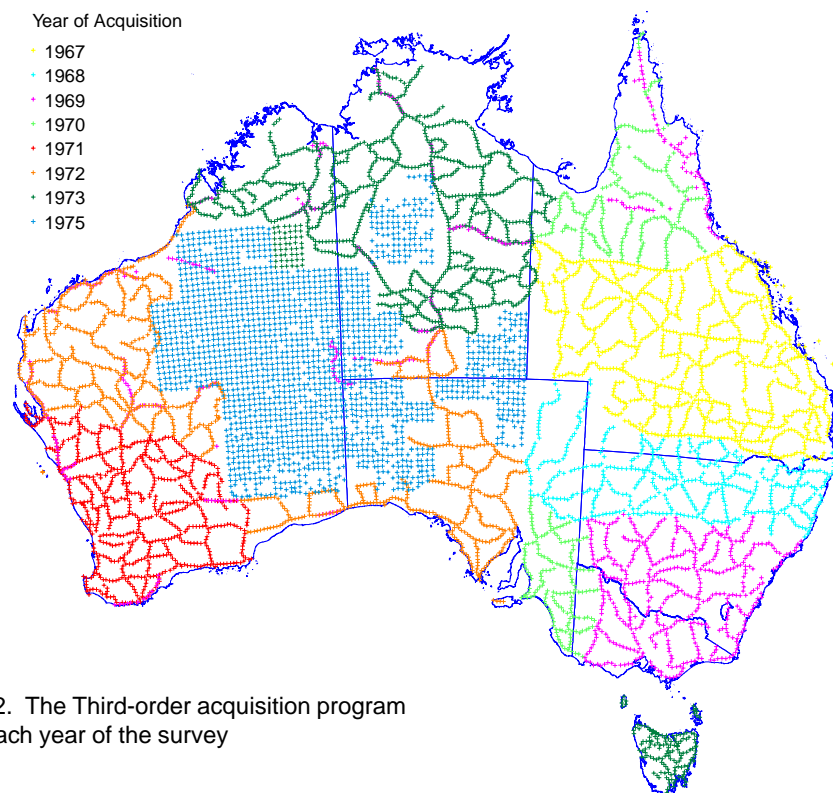 Year of Acquisition
1967
1968
1969
1970
1971
1972
1973
1975
2. The Third-order acquisition program
ach year of the survey